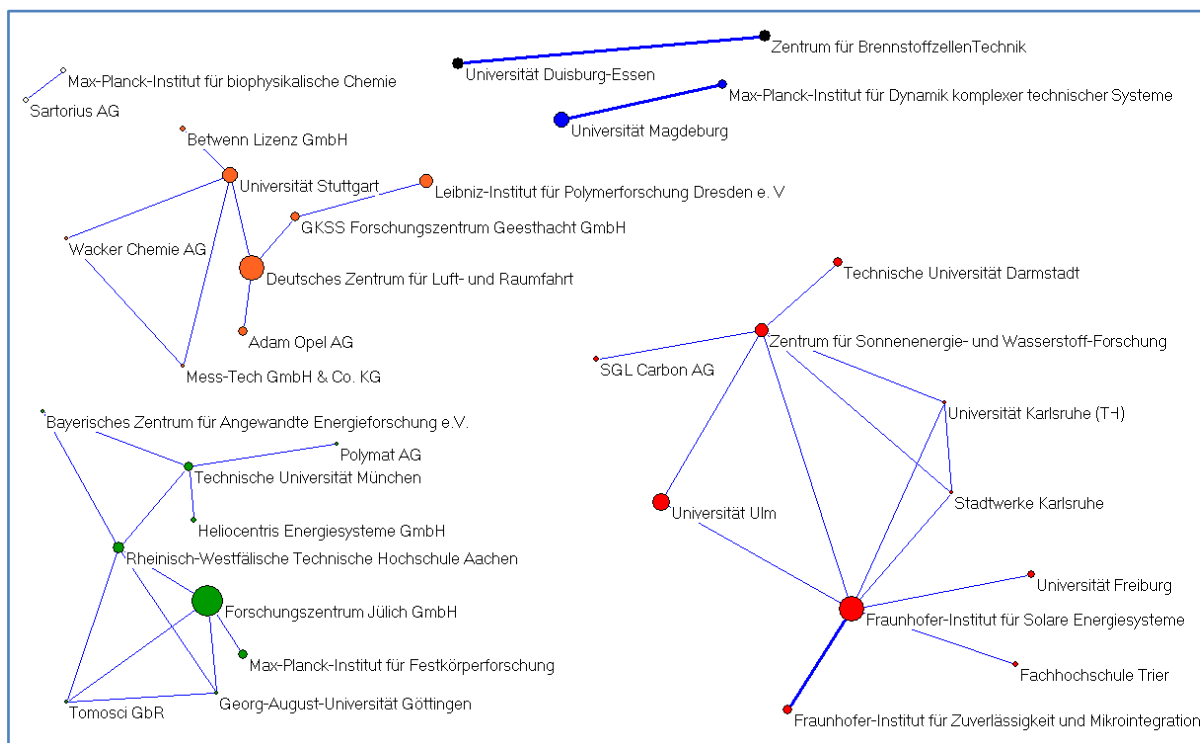 Zentrum für BrennstoffzellenTechnik
Universität Duisburg-Essen
Max-Planck-Institut für biophysikalische Chemie
Max-Planck-Institut für Dynamik komplexer technischer Systeme
Sartorius AG
Universität Magdeburg
Betwenn Lizenz GmbH
Universität Stuttgart
Leibniz-Institut für Polymerforschung Dresden e. V
GKSS Forschungszentrum Geesthacht GmbH
Wacker Chemie AG
Deutsches Zentrum für Luft- und Raumfahrt
Technische Universität Darmstadt
Adam Opel AG
Zentrum für Sonnenenergie- und Wasserstoff-Forschung
SGL Carbon AG
Mess-Tech GmbH & Co. KG
Universität Karlsruhe (TH)
Bayerisches Zentrum für Angewandte Energieforschung e.V.
Polymat AG
Technische Universität München
Stadtwerke Karlsruhe
Universität Ulm
Heliocentris Energiesysteme GmbH
Rheinisch-Westfälische Technische Hochschule Aachen
Universität Freiburg
Forschungszentrum Jülich GmbH
Fraunhofer-Institut für Solare Energiesysteme
Max-Planck-Institut für Festkörperforschung
Fachhochschule Trier
Georg-August-Universität Göttingen
Tomosci GbR
Fraunhofer-Institut für Zuverlässigkeit und Mikrointegration